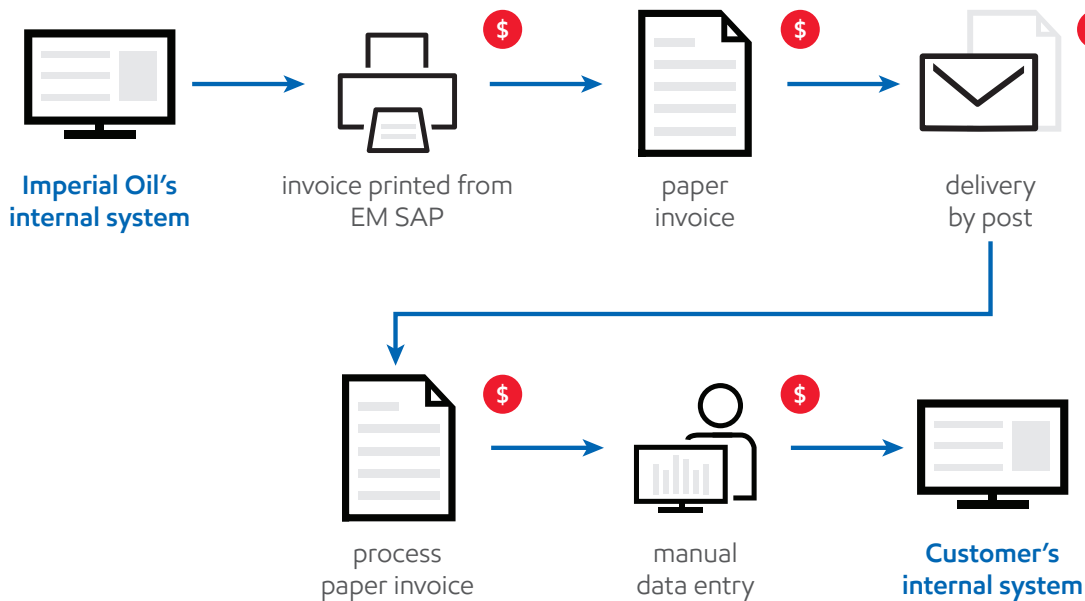 $
$
Imperial Oil's
internal system
invoice printed from
EM SAP
paper
invoice
delivery
by post
$
$
process
paper invoice
manual
data entry
Customer's
internal system